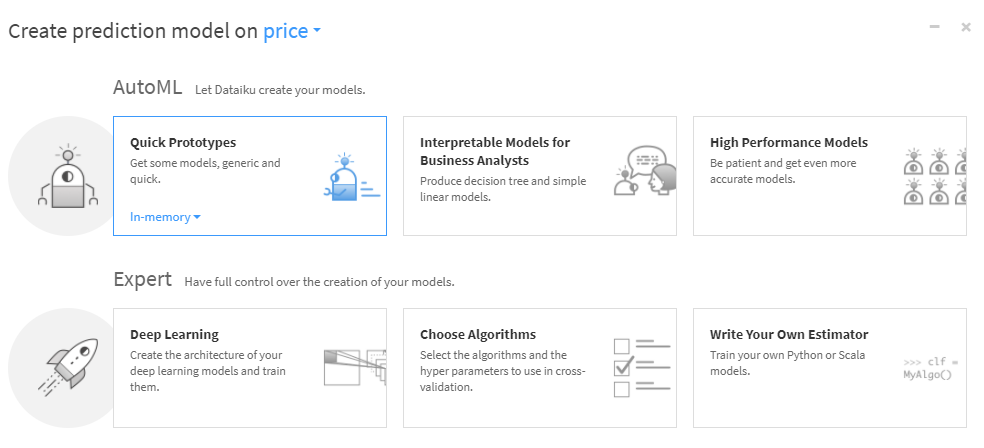 Create prediction model on price
AutoML Let Dataiku create your models.
Quick Prototypes
Get some models, generic and
quick.
In-memory
Interpretable Models for
Business Analysts
Produce decision tree and simple
linear models.
High Performance Models
Be patient and get even more
accurate models.
Expert Have full control over the creation of your models.
Deep Learning
Create the architecture of your
deep learning models and train
them.
Choose Algorithms
Select the algorithms and the
hyper parameters to use in cross-
validation.
Write Your Own Estimator
Train your own Python or Scala
models.
>>> clf =
MyAlgo()